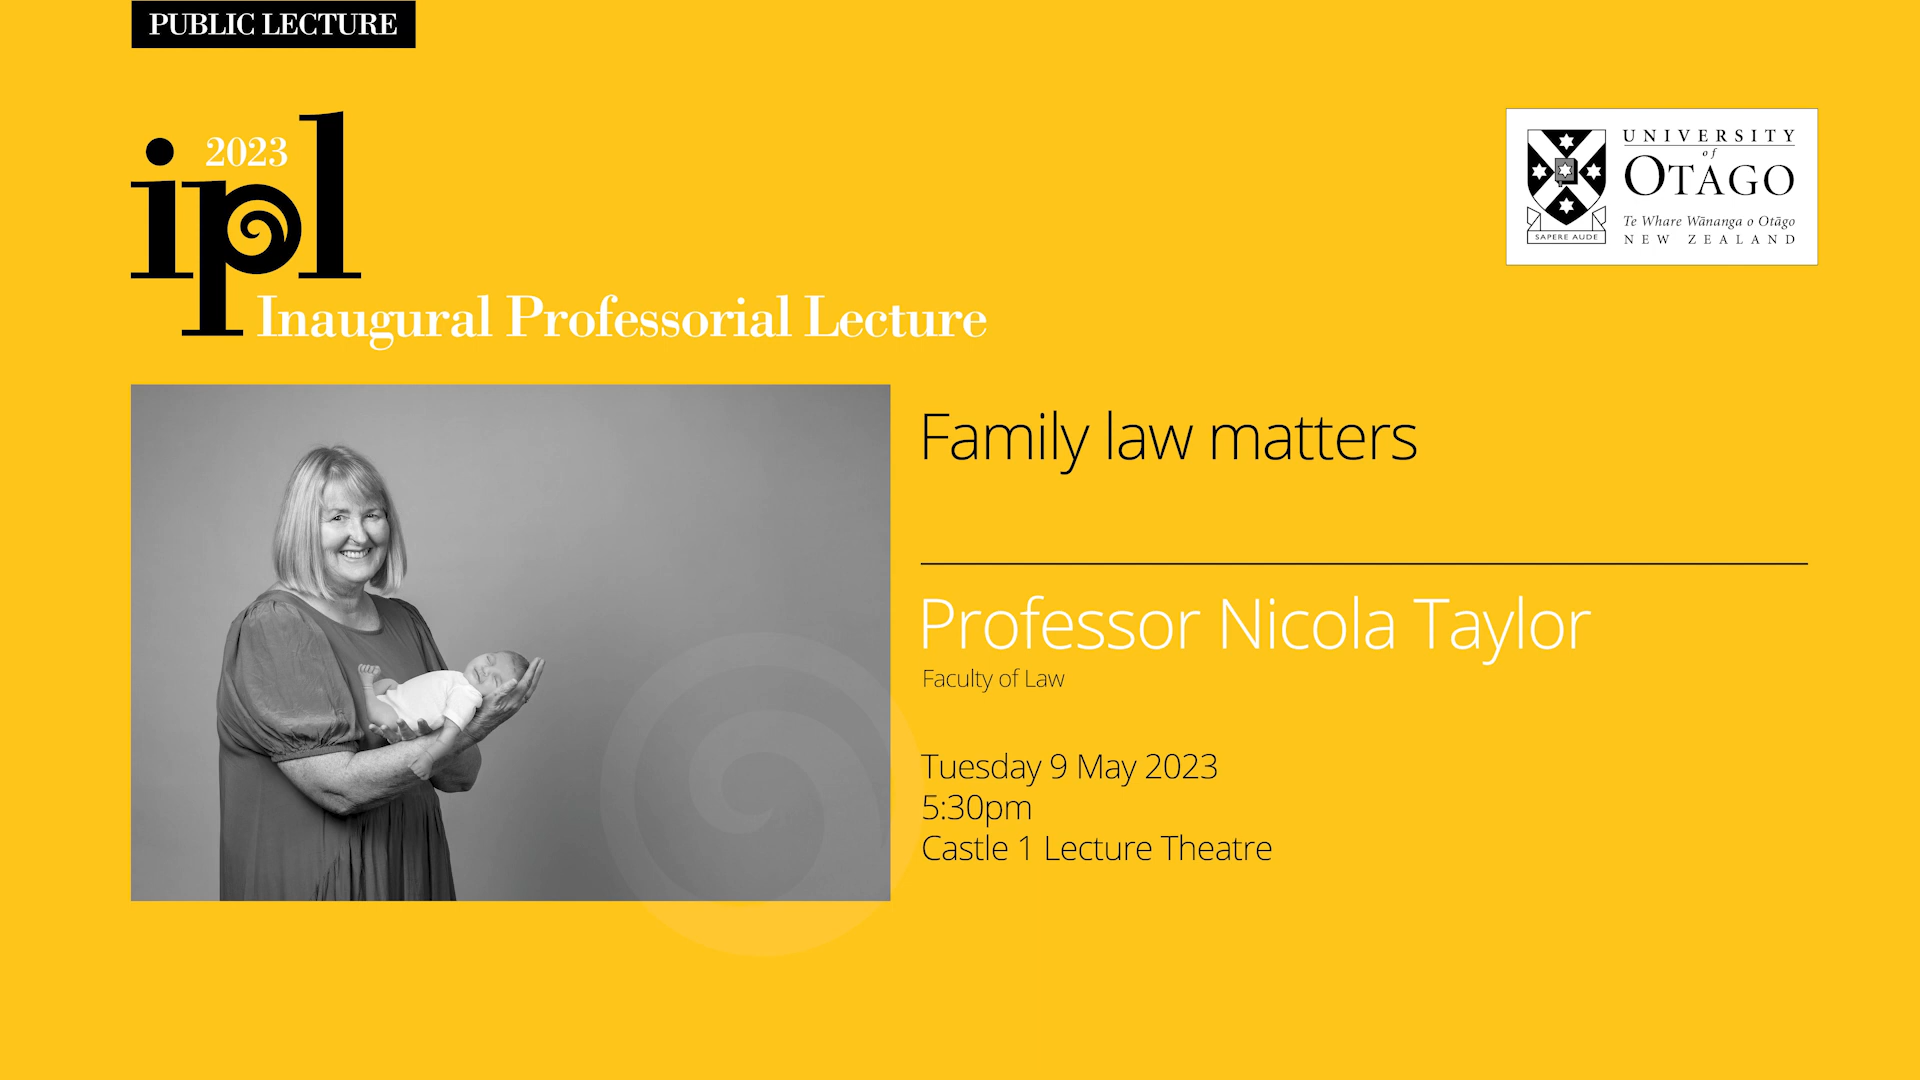 PUBLIC LECTURE
2023
ipl
Inaugural Professorial Lecture
UNIVERSITY
of
OTAGO
Te Whare Wānanga o Otāgo
NEW ZEALAND
SAPERE AUDE
Family law matters
Professor Nicola Taylor
Faculty of Law
Tuesday 9 May 2023
5:30pm
Castle 1 Lecture Theatre